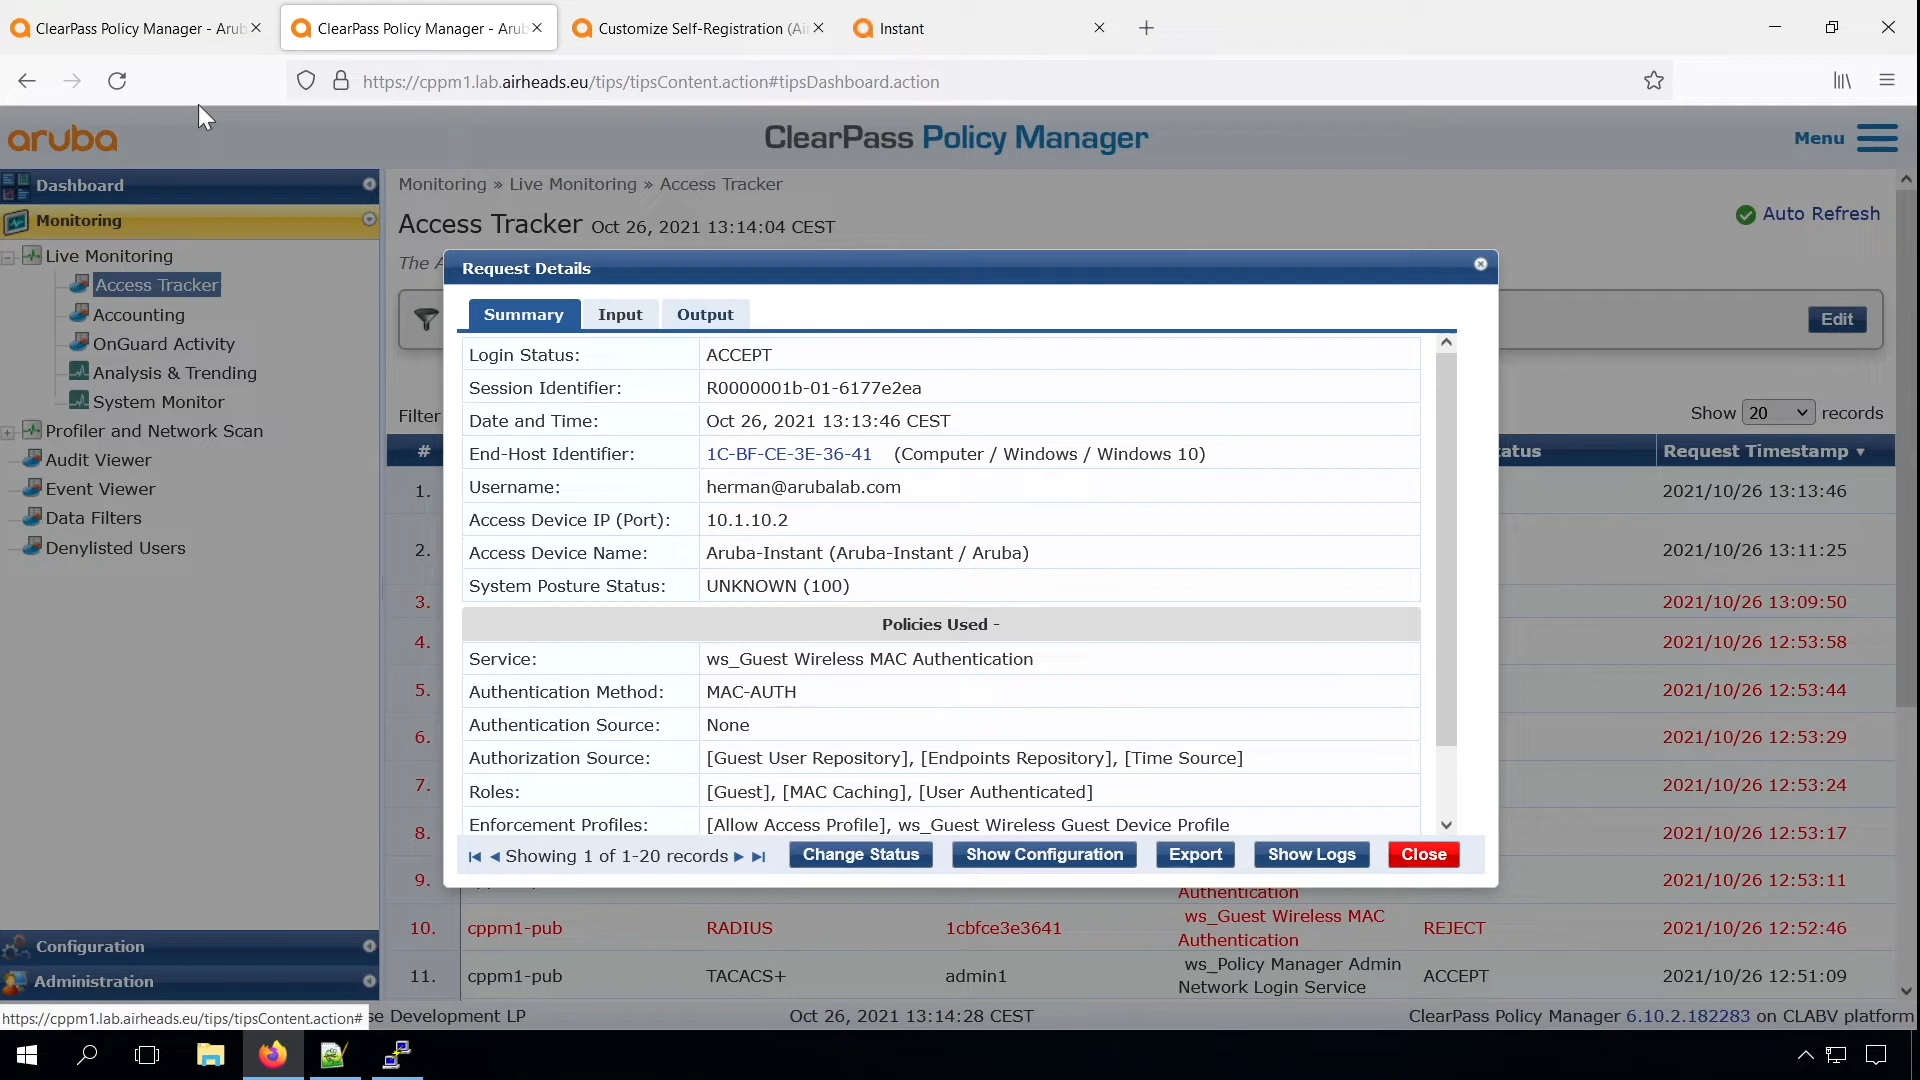 ClearPass Policy Manager - Arub
ClearPass Policy Manager - Arub
Customize Self-Registration (Ai
Instant
https://cppm1.lab.airheads.eu/tips/tipsContent.action#tipsDashboard.action
aruba
ClearPass Policy Manager
Menu
Dashboard
Monitoring
Live Monitoring
Access Tracker
Accounting
OnGuard Activity
Analysis & Trending
System Monitor
Profiler and Network Scan
Audit Viewer
Event Viewer
Data Filters
Denylisted Users
Configuration
Administration
https://cppm1.lab.airheads.eu/tips/tipsContent.action#
Monitoring » Live Monitoring » Access Tracker
Access Tracker Oct 26, 2021 13:14:04 CEST
Auto Refresh
The A
Edit
Filter
Show 20 records
# atus Request Timestamp ▼
Request Details
Summary Input Output
Login Status: ACCEPT
Session Identifier: R0000001b-01-6177e2ea
Date and Time: Oct 26, 2021 13:13:46 CEST
End-Host Identifier: 1C-BF-CE-3E-36-41 (Computer / Windows / Windows 10)
Username: herman@arubalab.com
Access Device IP (Port): 10.1.10.2
Access Device Name: Aruba-Instant (Aruba-Instant / Aruba)
System Posture Status: UNKNOWN (100)
Policies Used -
Service: ws_Guest Wireless MAC Authentication
Authentication Method: MAC-AUTH
Authentication Source: None
Authorization Source: [Guest User Repository], [Endpoints Repository], [Time Source]
Roles: [Guest], [MAC Caching], [User Authenticated]
Enforcement Profiles: [Allow Access Profile], ws_Guest Wireless Guest Device Profile
Showing 1 of 1-20 records
Change Status Show Configuration Export Show Logs Close
1. 2021/10/26 13:13:46
2. 2021/10/26 13:11:25
3. 2021/10/26 13:09:50
4. 2021/10/26 12:53:58
5. 2021/10/26 12:53:44
6. 2021/10/26 12:53:29
7. 2021/10/26 12:53:24
8. 2021/10/26 12:53:17
9. Authentication 2021/10/26 12:53:11
10. cppm1-pub RADIUS 1cbfce3e3641 ws_Guest Wireless MAC Authentication REJECT 2021/10/26 12:52:46
11. cppm1-pub TACACS+ admin1 ws_Policy Manager Admin Network Login Service ACCEPT 2021/10/26 12:51:09
se Development LP
Oct 26, 2021 13:14:28 CEST
ClearPass Policy Manager 6.10.2.182283 on CLABV platform